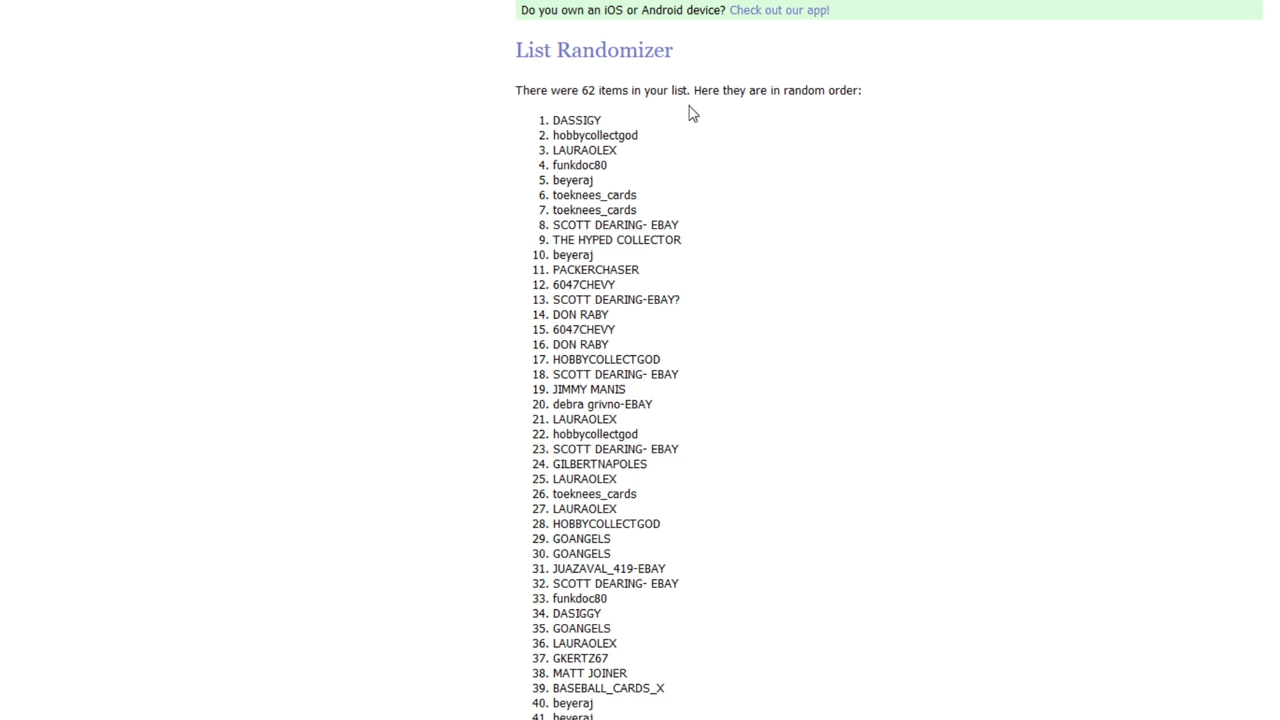 Do you own an iOS or Android device? Check out our app!
List Randomizer
There were 62 items in your list. Here they are in random order:
1. DASSIGY
2. hobbycollectgod
3. LAURAOLEX
4. funkdoc80
5. beyeraj
6. toeknees_cards
7. toeknees_cards
8. SCOTT DEARING- EBAY
9. THE HYPED COLLECTOR
10. beyeraj
11. PACKERCHASER
12. 6047CHEVY
13. SCOTT DEARING-EBAY?
14. DON RABY
15. 6047CHEVY
16. DON RABY
17. HOBBYCOLLECTGOD
18. SCOTT DEARING- EBAY
19. JIMMY MANIS
20. debra grivno-EBAY
21. LAURAOLEX
22. hobbycollectgod
23. SCOTT DEARING- EBAY
24. GILBERTNAPOLES
25. LAURAOLEX
26. toeknees_cards
27. LAURAOLEX
28. HOBBYCOLLECTGOD
29. GOANGELS
30. GOANGELS
31. JUAZAVAL_419-EBAY
32. SCOTT DEARING- EBAY
33. funkdoc80
34. DASIGGY
35. GOANGELS
36. LAURAOLEX
37. GKERTZ67
38. MATT JOINER
39. BASEBALL_CARDS_X
40. beyeraj
41. beyeraj